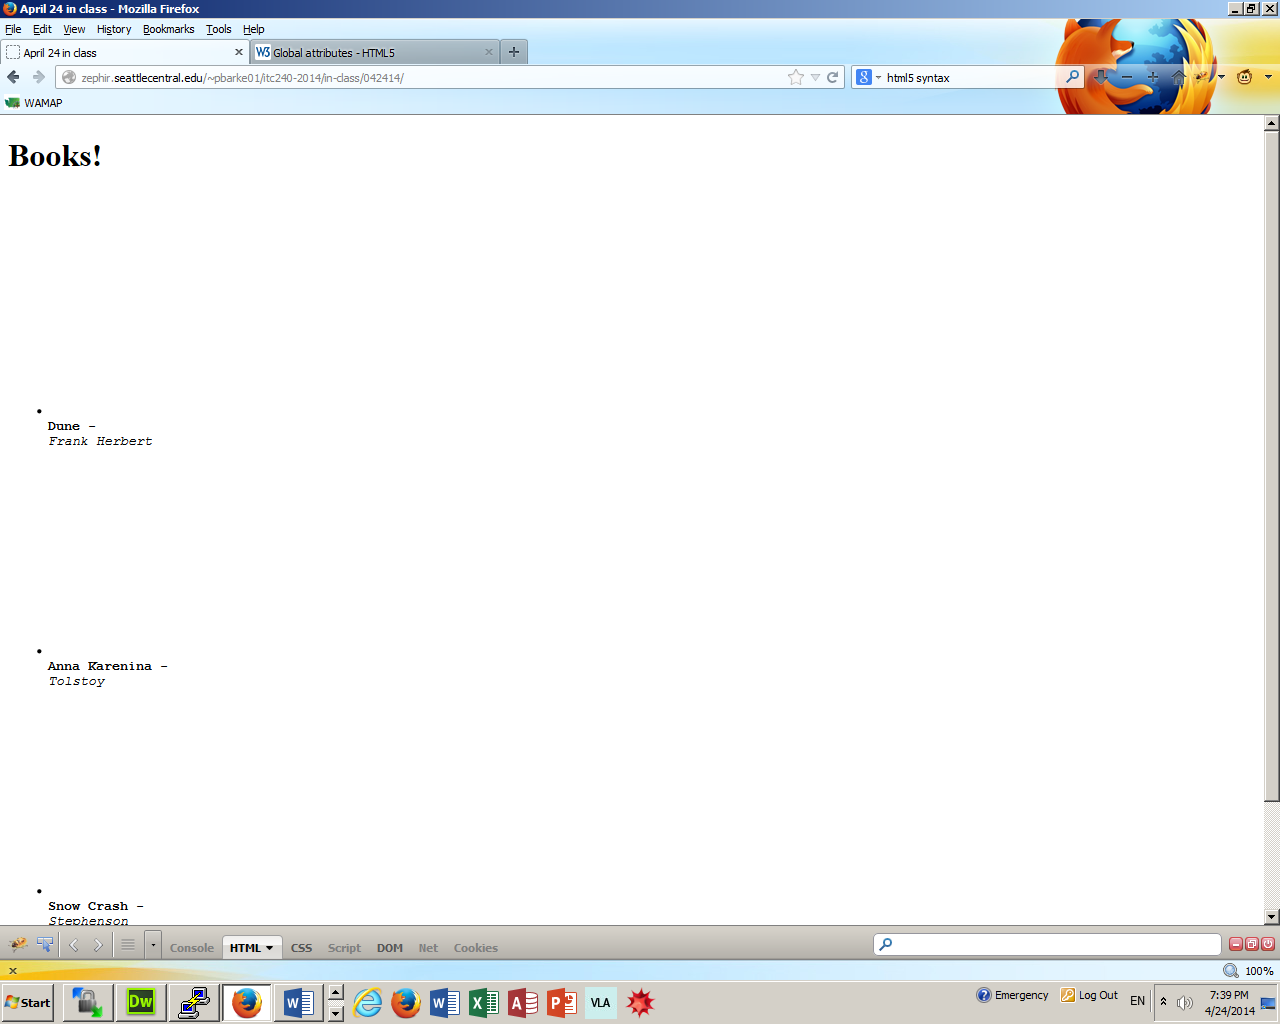 April 24 in class - Mozilla Firefox
File Edit View History Bookmarks Tools Help
April 24 in class
W3 Global attributes - HTML5
zephir.seattlecentral.edu/~pbarke01/itc240-2014/in-class/042414/
8 html5 syntax
WAMAP
Books!
Dune -
Frank Herbert
Anna Karenina -
Tolstoy
Snow Crash -
Stephenson
Console HTML CSS Script DOM Net Cookies
100%
Start
Dw
VLA
Emergency Log Out EN 7:39 PM
4/24/2014